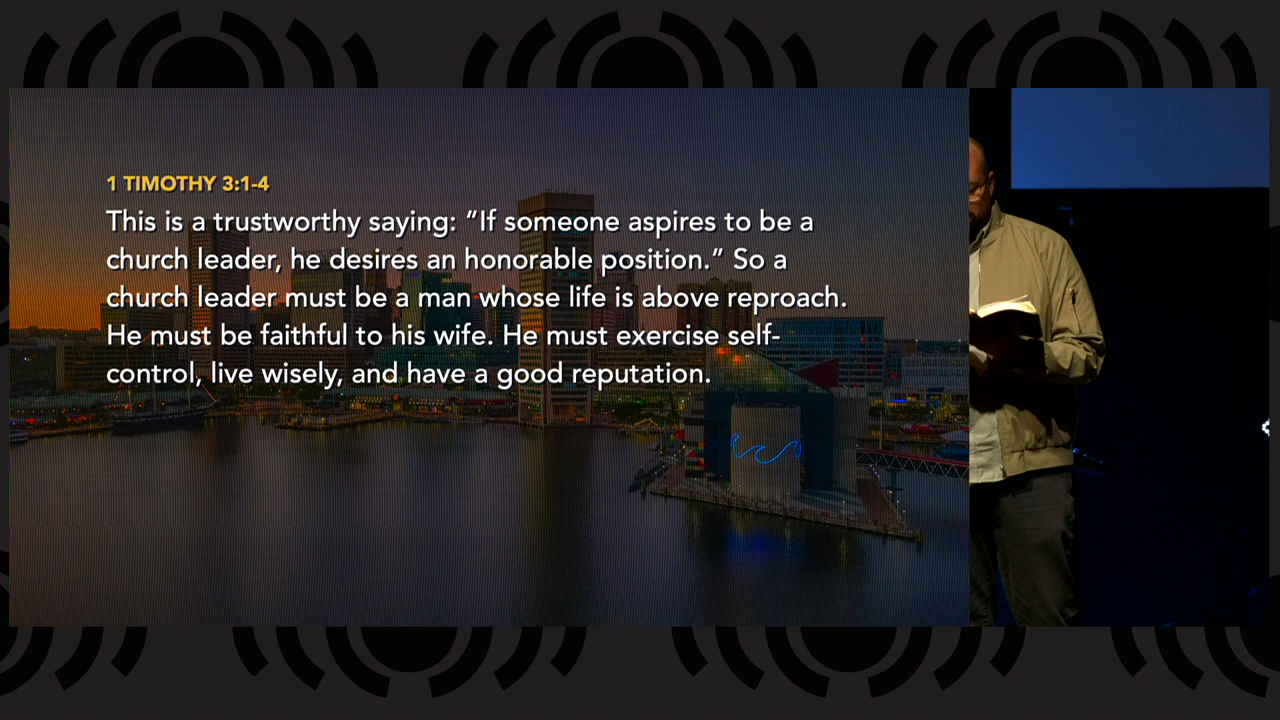 1 TIMOTHY 3:1-4
This is a trustworthy saying: “If someone aspires to be a
church leader, he desires an honorable position.” So a
church leader must be a man whose life is above reproach.
He must be faithful to his wife. He must exercise self-
control, live wisely, and have a good reputation.